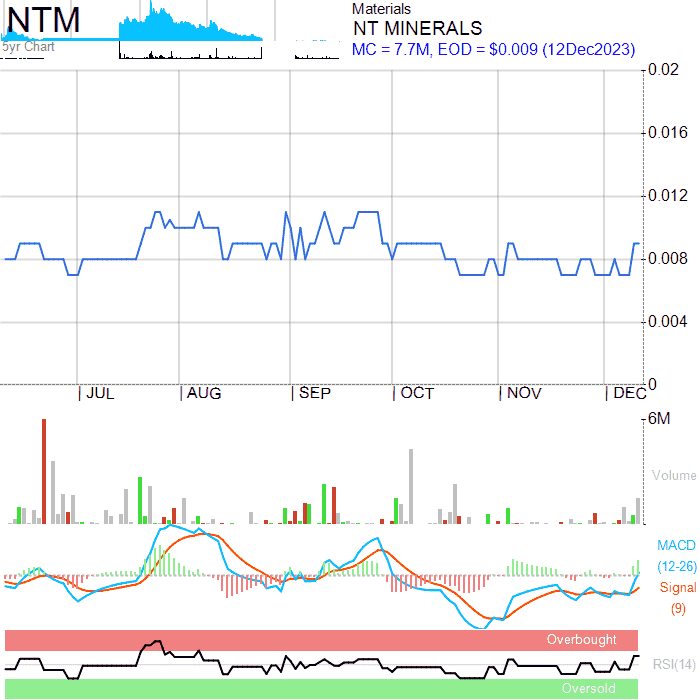 NTM
Materials
NT MINERALS
5yr Chart
MC = 7.7M, EOD = $0.009 (12Dec2023)
0.02
0.016
0.012
0.008
0.004
0
| JUL | AUG | SEP | OCT | NOV | DEC
6M
Volume
MACD
(12-26)
Signal
(9)
Overbought
RSI(14)
Oversold